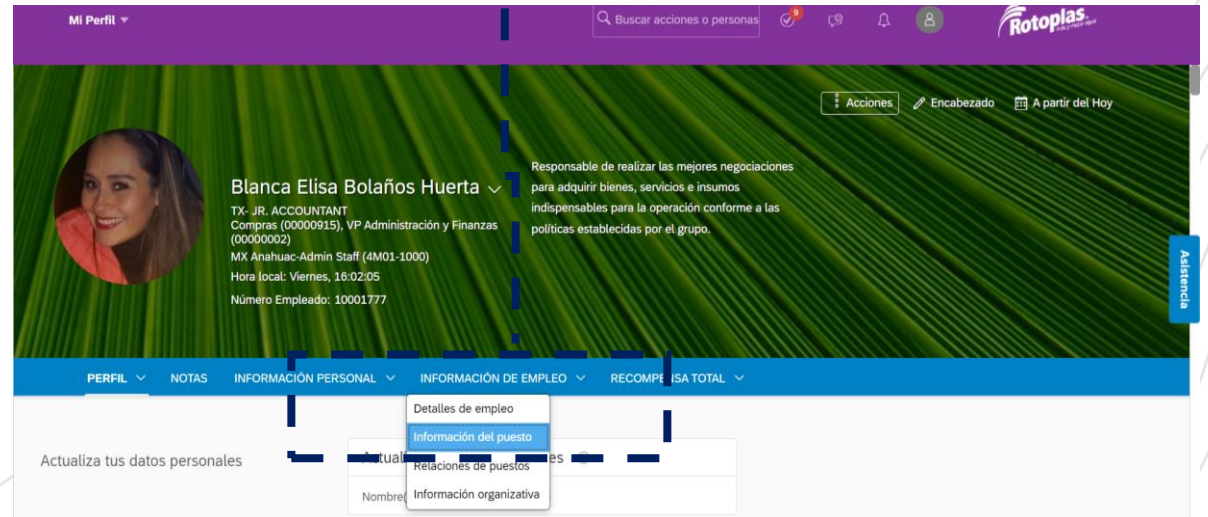 Mi Perfil
Buscar acciones o personas
9
Rotoplas
Acciones
Encabezado
A partir del Hoy
Blanca Elisa Bolaños Huerta
TX- JR. ACCOUNTANT
Compras (00000915), VP Administración y Finanzas
(00000002)
MX Anahuac-Admin Staff (4M01-1000)
Hora local: Viernes, 16:02:05
Número Empleado: 10001777
Responsable de realizar las mejores negociaciones
para adquirir bienes, servicios e insumos
indispensables para la operación conforme a las
políticas establecidas por el grupo.
Asistencia
PERFIL
NOTAS
INFORMACIÓN PERSONAL
INFORMACIÓN DE EMPLEO
RECOMPENSA TOTAL
Detalles de empleo
Información del puesto
Relaciones de puestos
Información organizativa
Actualiza tus datos personales
Actual
es
Nombre(